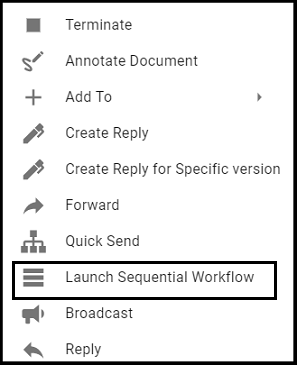 Terminate
Annotate Document
Add To
Create Reply
Create Reply for Specific version
Forward
Quick Send
Launch Sequential Workflow
Broadcast
Reply